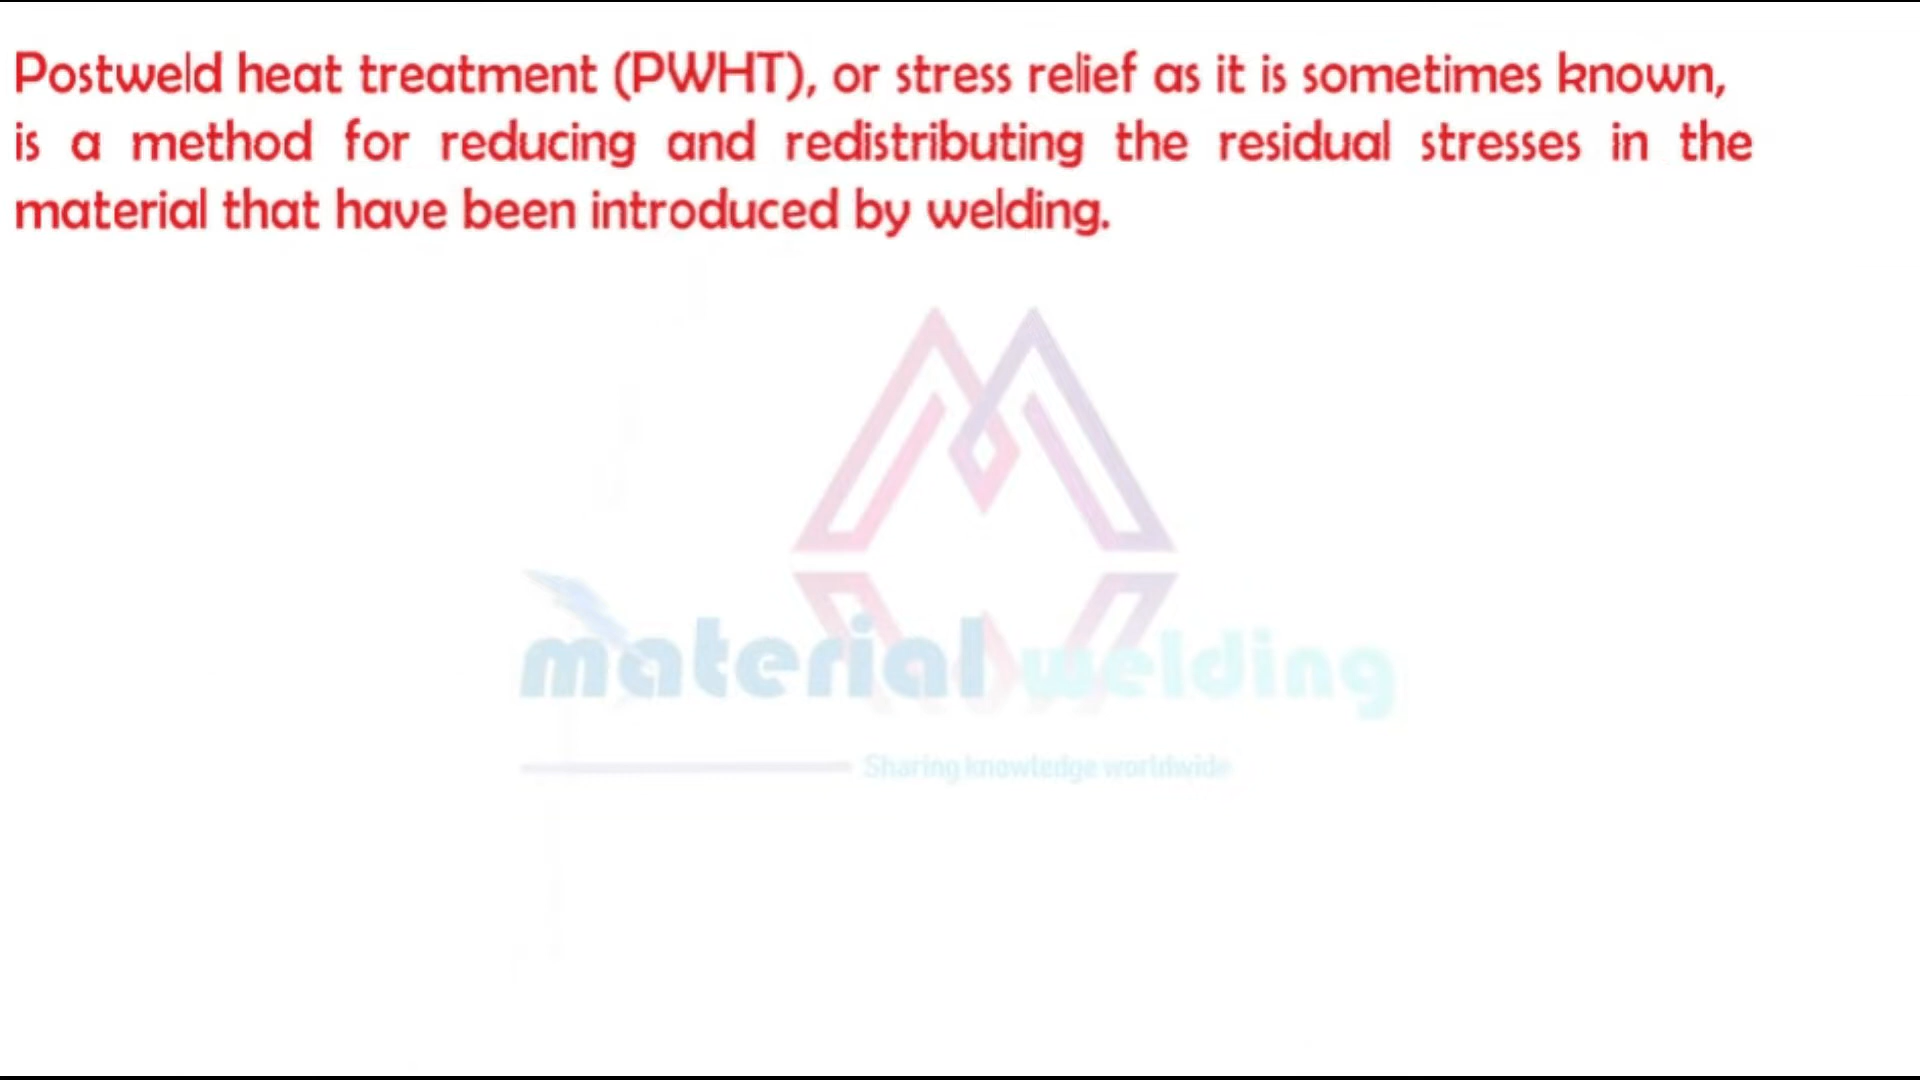 Postweld heat treatment (PWHT), or stress relief as it is sometimes known,
is a method for reducing and redistributing the residual stresses in the
material that have been introduced by welding.
material welding
Sharing knowledge worldwide